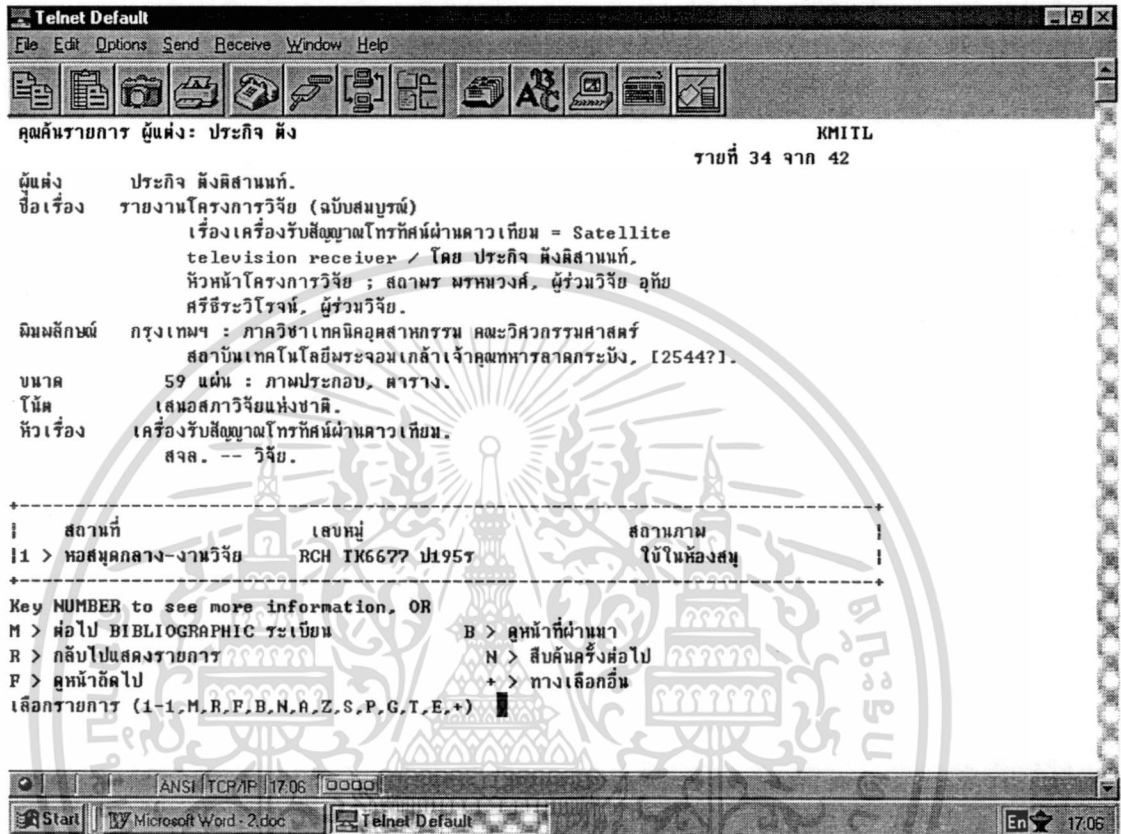 Telnet Default
File Edit Options Send Receive Window Help
คุณค้นรายการ ผู้แต่ง: ประกิจ ตัง KMITL
รายที่ 34 จาก 42
ผู้แต่ง ประกิจ ตังติสานนท์.
ชื่อเรื่อง รายงานโครงการวิจัย (ฉบับสมบูรณ์)
เรื่องเครื่องรับสัญญาณโทรทัศน์ผ่านดาวเทียม = Satellite
television receiver / โดย ประกิจ ตังติสานนท์,
หัวหน้าโครงการวิจัย ; สถาพร พรหมวงศ์, ผู้ร่วมวิจัย อุทัย
ศรีธีระวิโรจน์, ผู้ร่วมวิจัย.
พิมพลักษณ์ กรุงเทพฯ : ภาควิชาเทคนิคอุตสาหกรรม คณะวิศวกรรมศาสตร์
สถาบันเทคโนโลยีพระจอมเกล้าเจ้าคุณทหารลาดกระบัง, [2544?].
ขนาด 59 แผ่น : ภาพประกอบ, ตาราง.
โน้ต เสนอสภาวิจัยแห่งชาติ.
หัวเรื่อง เครื่องรับสัญญาณโทรทัศน์ผ่านดาวเทียม.
สจล. -- วิจัย.
สถานที่ เลขหมู่ สถานภาพ
1 > หอสมุดกลาง-งานวิจัย RCH TK6677 ป195ร ใช้ในห้องสมุ
Key NUMBER to see more information, OR
M > ต่อไป BIBLIOGRAPHIC ระเบียน B > ดูหน้าที่ผ่านมา
R > กลับไปแสดงรายการ N > สืบค้นครั้งต่อไป
F > ดูหน้าถัดไป + > ทางเลือกอื่น
เลือกรายการ (1-1,M,R,F,B,N,A,Z,S,P,G,T,E,+)
ANSI TCP/IP 17:06
Start Microsoft Word - 2.doc Telnet Default En 17:06